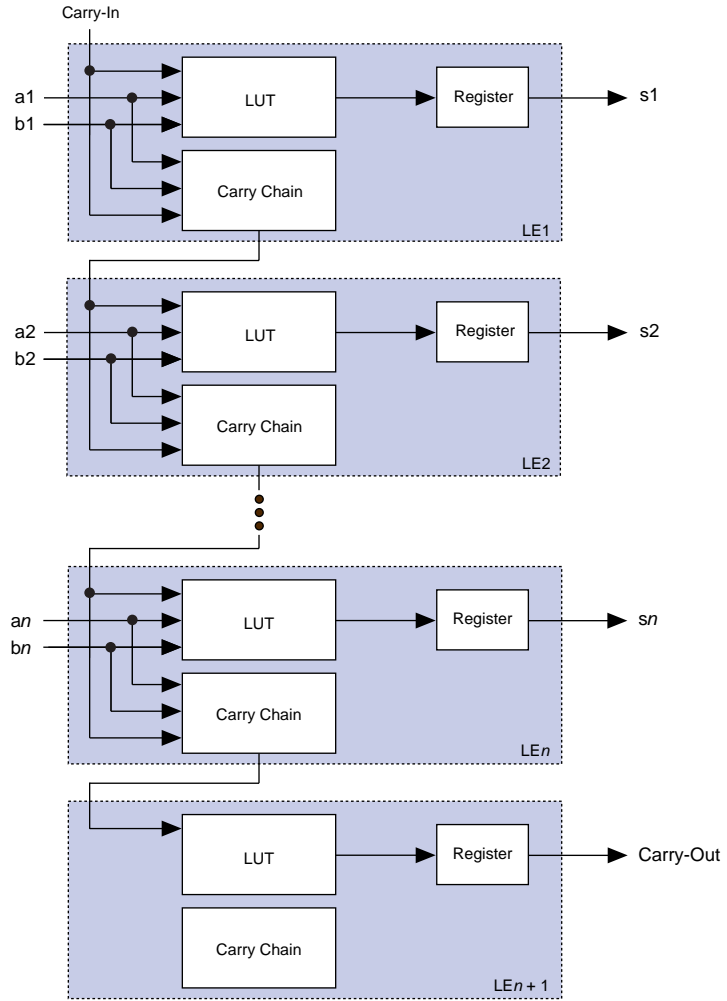 Carry-In
a1
b1
LUT
Register
s1
Carry Chain
LE1
a2
b2
LUT
Register
s2
Carry Chain
LE2
an
bn
LUT
Register
sn
Carry Chain
LEn
LUT
Register
Carry-Out
Carry Chain
LEn + 1